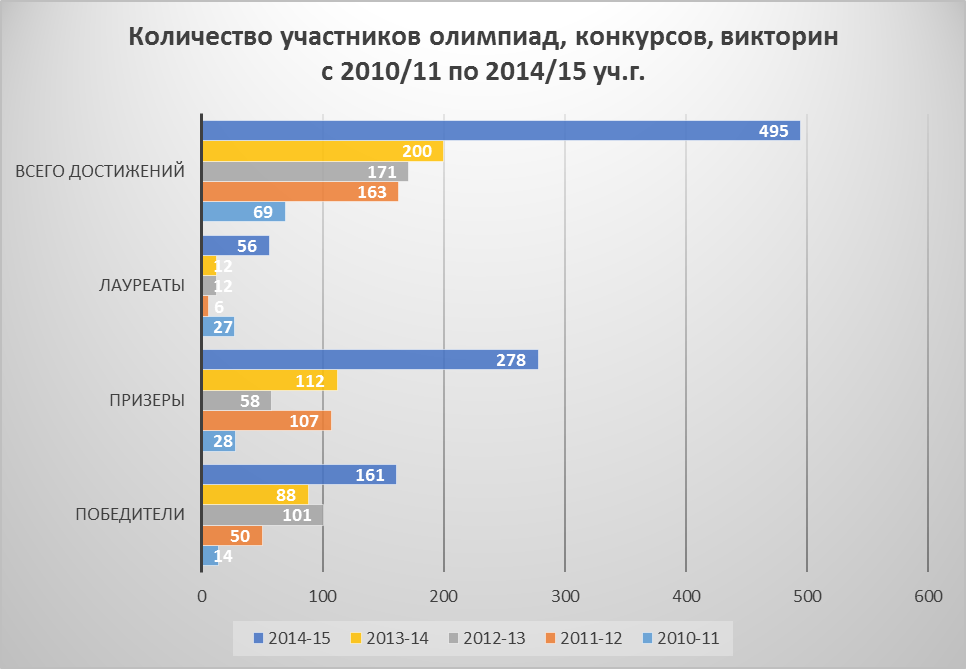 Количество участников олимпиад, конкурсов, викторин
с 2010/11 по 2014/15 уч.г.
495
200
ВСЕГО ДОСТИЖЕНИЙ
171
163
69
56
12
ЛАУРЕАТЫ
12
6
27
278
112
ПРИЗЕРЫ
58
107
28
161
88
ПОБЕДИТЕЛИ
101
50
14
0 100 200 300 400 500 600
2014-15 2013-14 2012-13 2011-12 2010-11